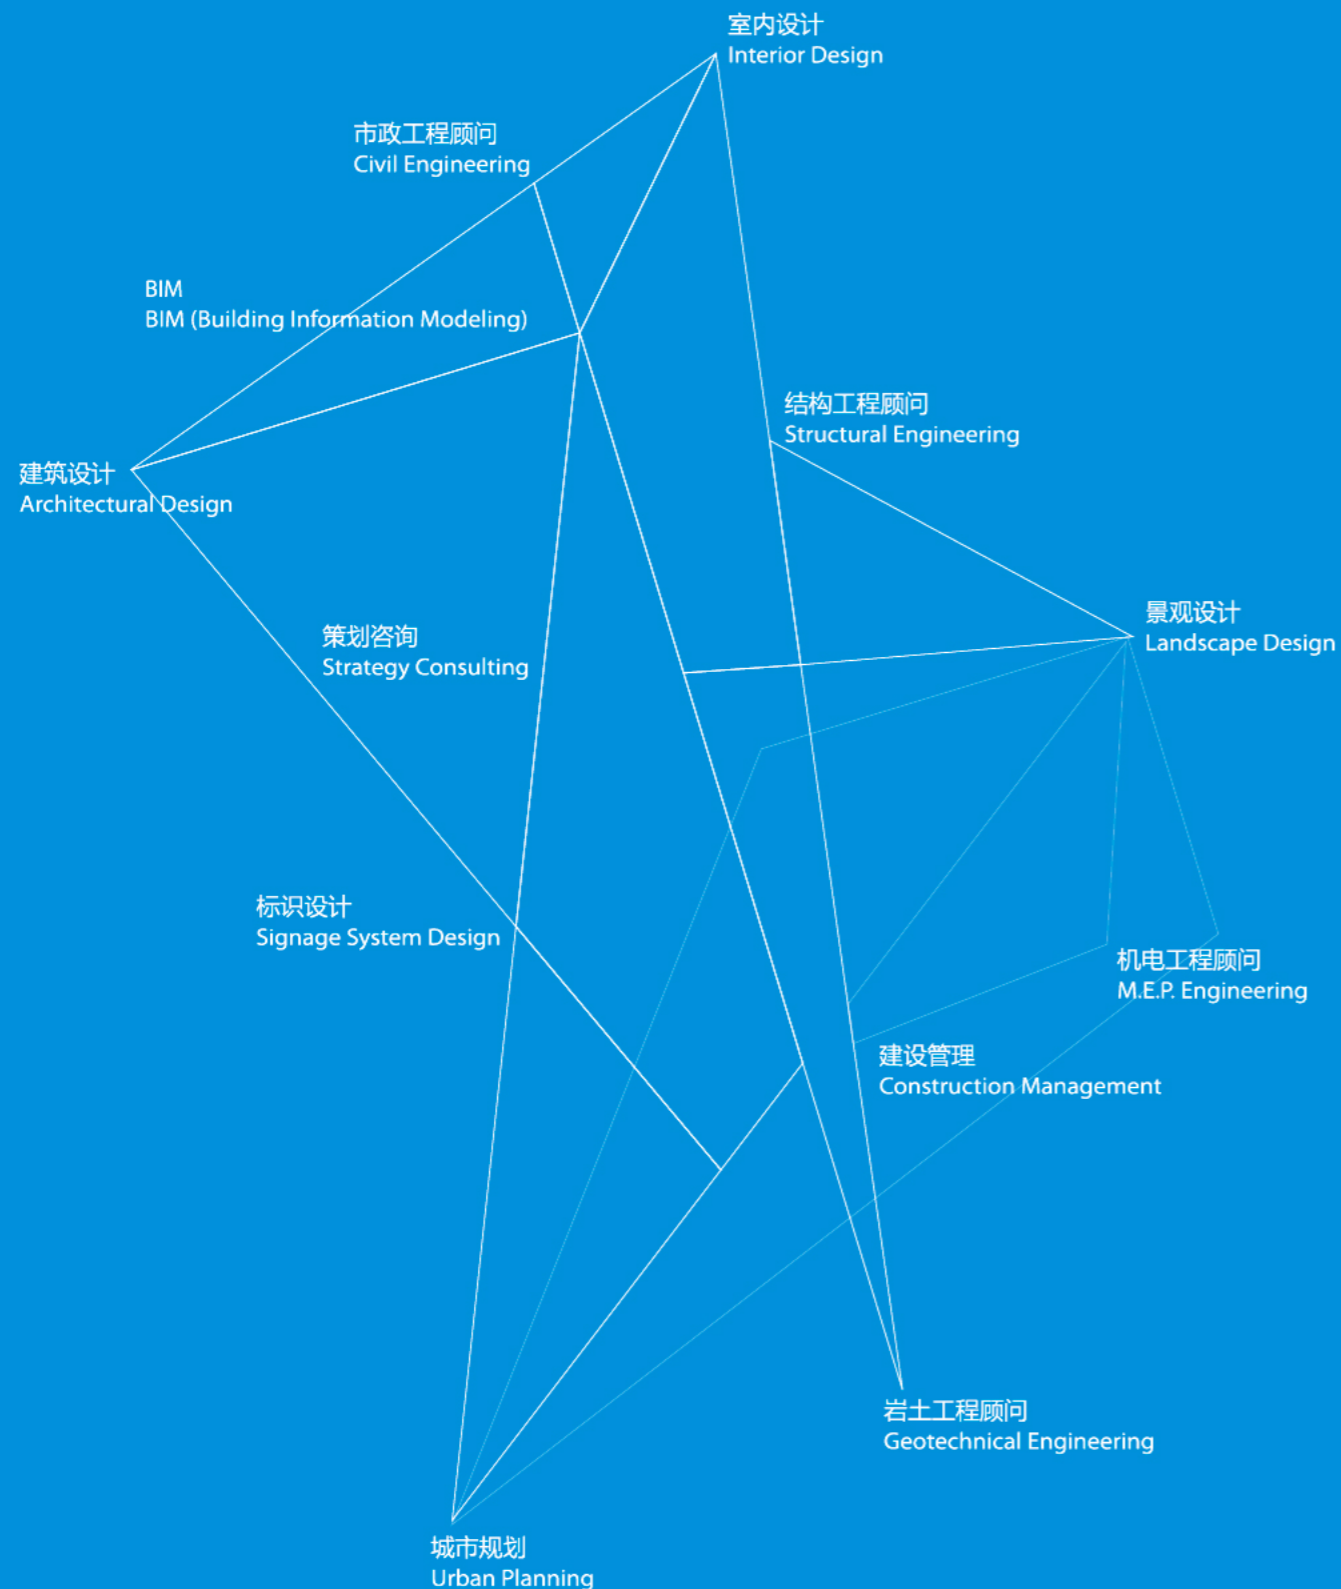 室内设计
Interior Design
市政工程顾问
Civil Engineering
BIM
BIM (Building Information Modeling)
结构工程顾问
Structural Engineering
建筑设计
Architectural Design
景观设计
Landscape Design
策划咨询
Strategy Consulting
标识设计
Signage System Design
机电工程顾问
M.E.P. Engineering
建设管理
Construction Management
岩土工程顾问
Geotechnical Engineering
城市规划
Urban Planning